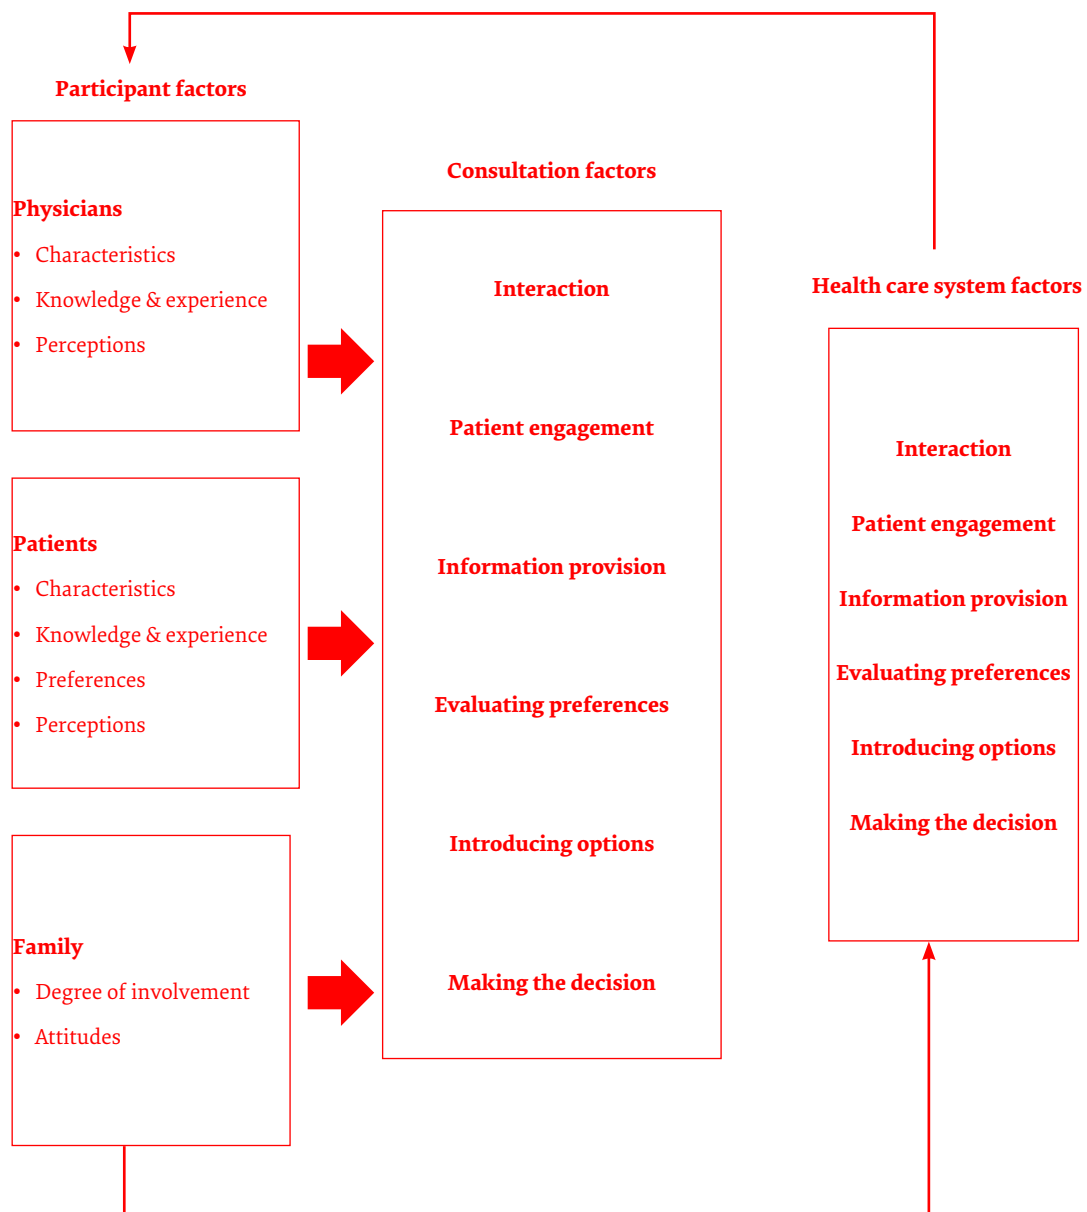 Participant factors
Physicians
• Characteristics
• Knowledge & experience
• Perceptions
Patients
• Characteristics
• Knowledge & experience
• Preferences
• Perceptions
Family
• Degree of involvement
• Attitudes
Consultation factors
Interaction
Patient engagement
Information provision
Evaluating preferences
Introducing options
Making the decision
Health care system factors
Interaction
Patient engagement
Information provision
Evaluating preferences
Introducing options
Making the decision